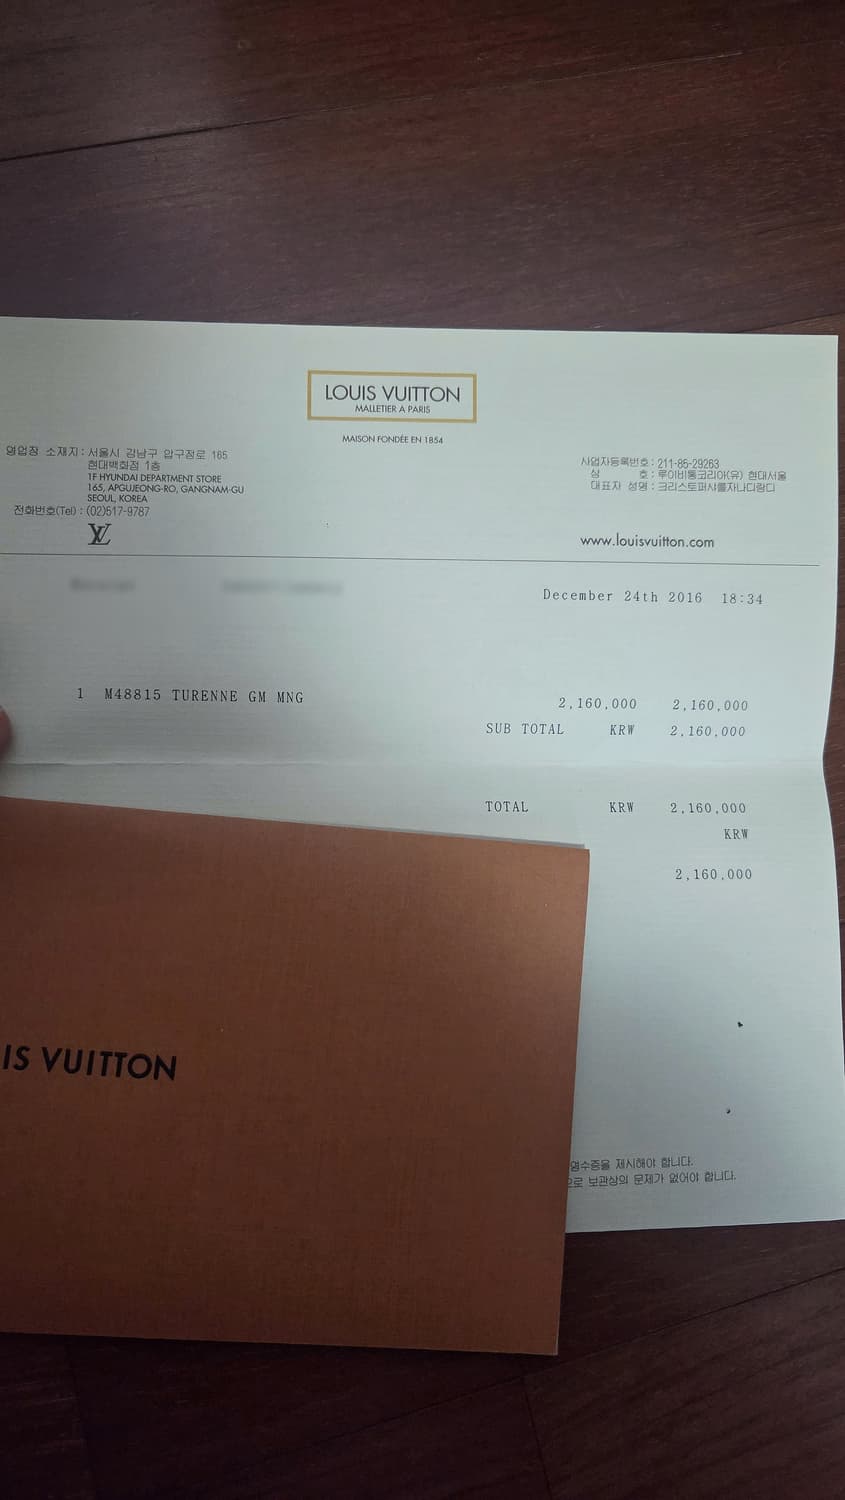 LOUIS VUITTON
MALLETIER A PARIS
MAISON FONDÉE EN 1854
영업장 소재지 : 서울시 강남구 압구정로 165
현대백화점 1층
1F HYUNDAI DEPARTMENT STORE
165, APGUJEONG-RO, GANGNAM-GU
SEOUL, KOREA
전화번호(Tel) : (02)517-9787
LV
사업자등록번호 : 211-86-29263
상 호 : 루이비통코리아(유) 현대서울
대표자 성명 : 크리스토퍼샤를자나디랑디
www.louisvuitton.com
December 24th 2016 18:34
1 M48815 TURENNE GM MNG 2,160,000 2,160,000
SUB TOTAL KRW 2,160,000
TOTAL KRW 2,160,000
KRW
2,160,000
IS VUITTON
영수증을 제시해야 합니다.
으로 보관상의 문제가 없어야 합니다.